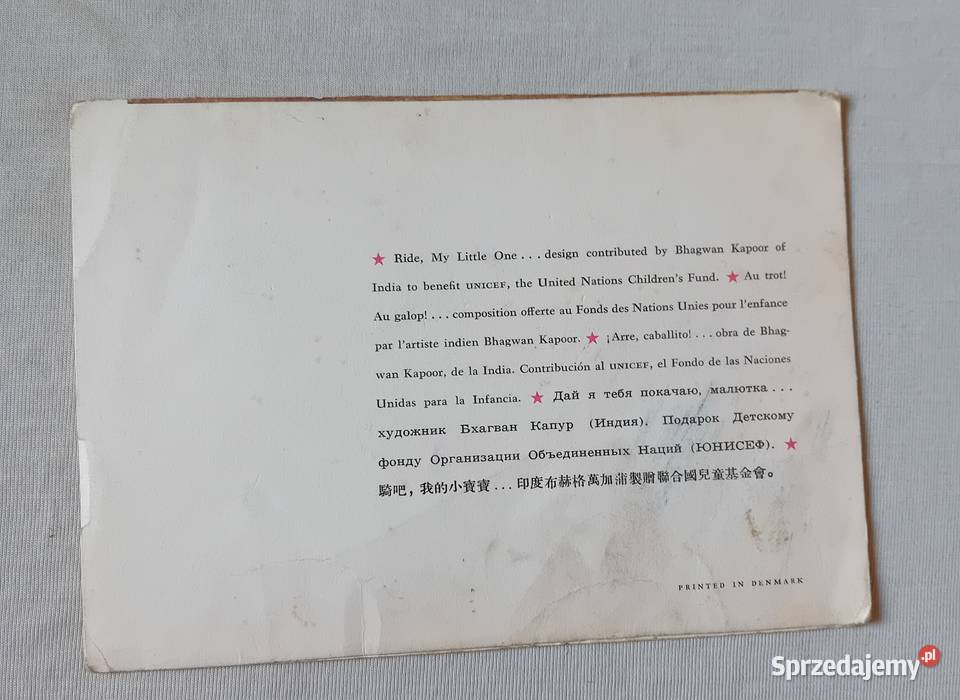 ★ Ride, My Little One . . . design contributed by Bhagwan Kapoor of
India to benefit UNICEF, the United Nations Children's Fund. ★ Au trot!
Au galop! . . . composition offerte au Fonds des Nations Unies pour l'enfance
par l'artiste indien Bhagwan Kapoor. ★ ¡Arre, caballito! . . . obra de Bhag-
wan Kapoor, de la India. Contribución al UNICEF, el Fondo de las Naciones
Unidas para la Infancia. ★ Дай я тебя покачаю, малютка . . .
художник Бхагван Капур (Индия). Подарок Детскому
фонду Организации Объединенных Наций (ЮНИСЕФ). ★
騎吧，我的小寶寶 . . . 印度布赫格萬加蒲製贈聯合國兒童基金會。
PRINTED IN DENMARK
Sprzedajemy.pl